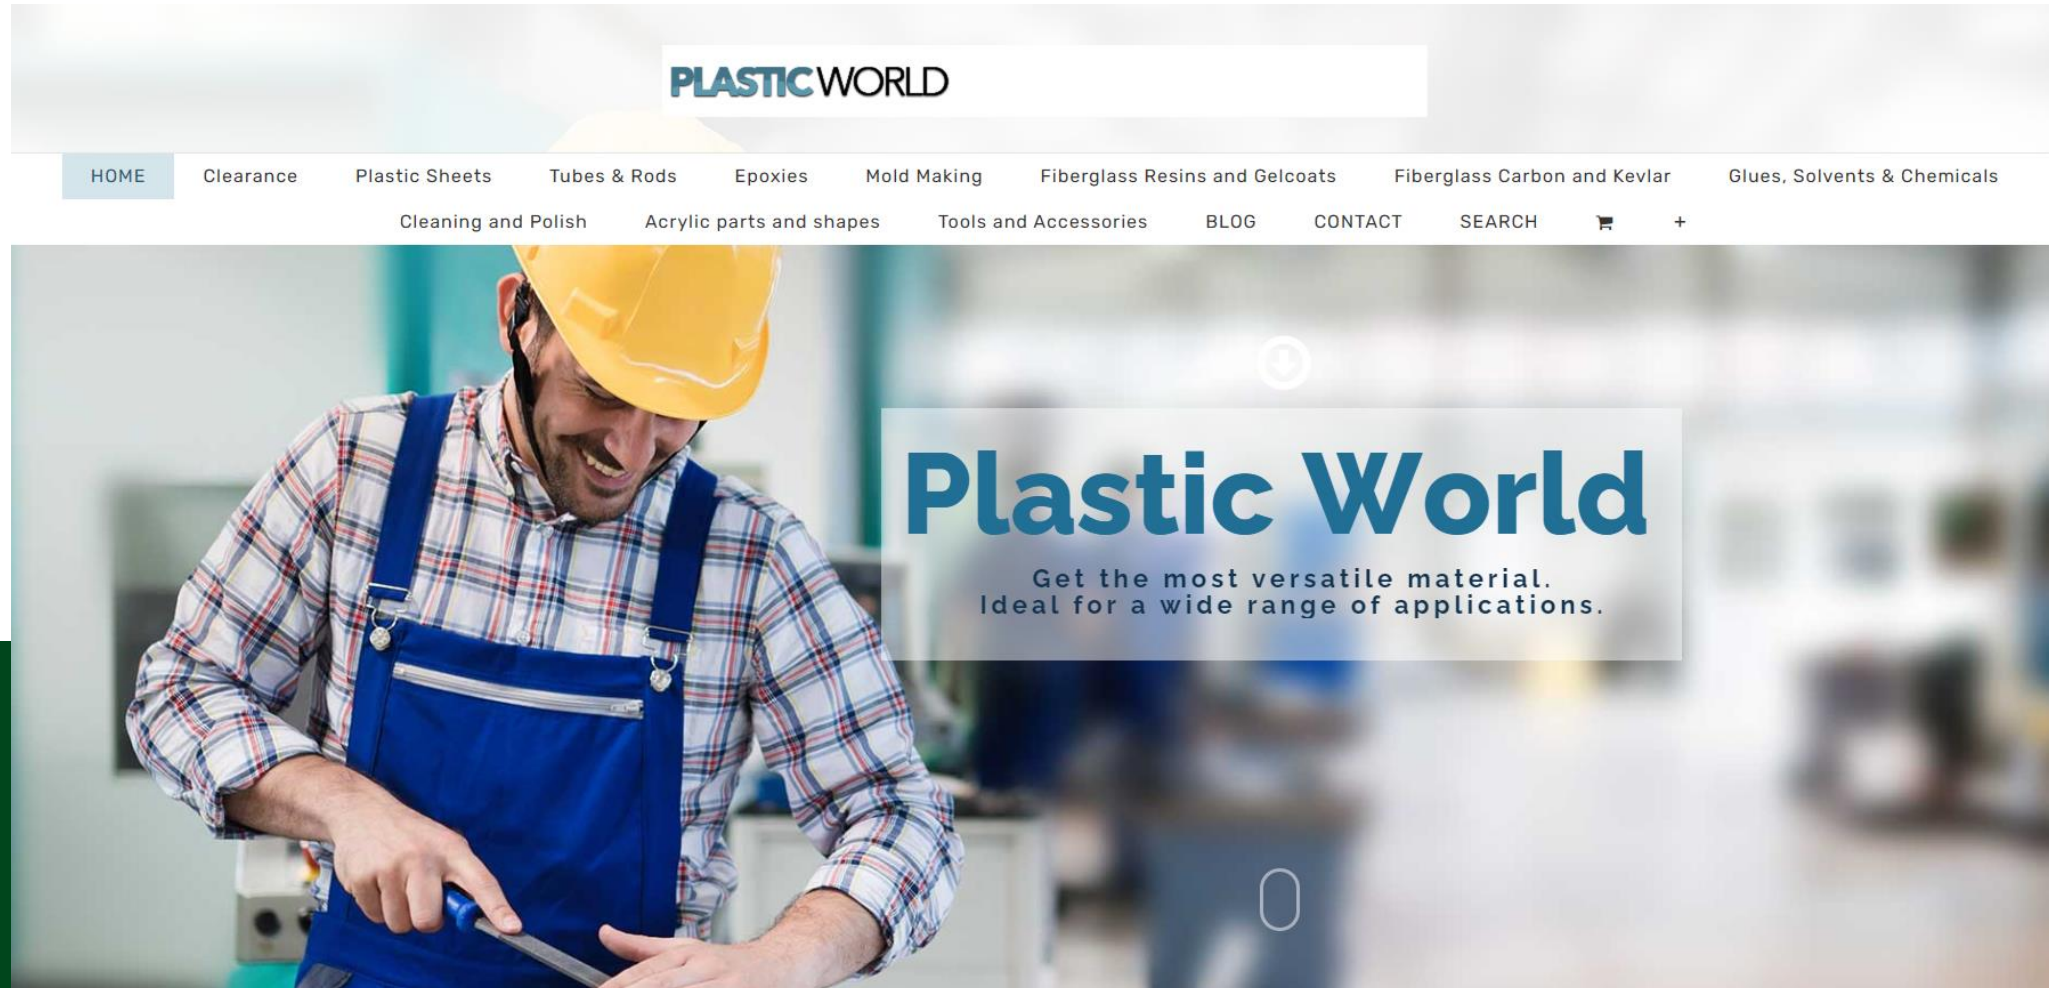 PLASTICWORLD
HOME Clearance Plastic Sheets Tubes & Rods Epoxies Mold Making Fiberglass Resins and Gelcoats Fiberglass Carbon and Kevlar Glues, Solvents & Chemicals
Cleaning and Polish Acrylic parts and shapes Tools and Accessories BLOG CONTACT SEARCH +
Plastic World
Get the most versatile material.
Ideal for a wide range of applications.